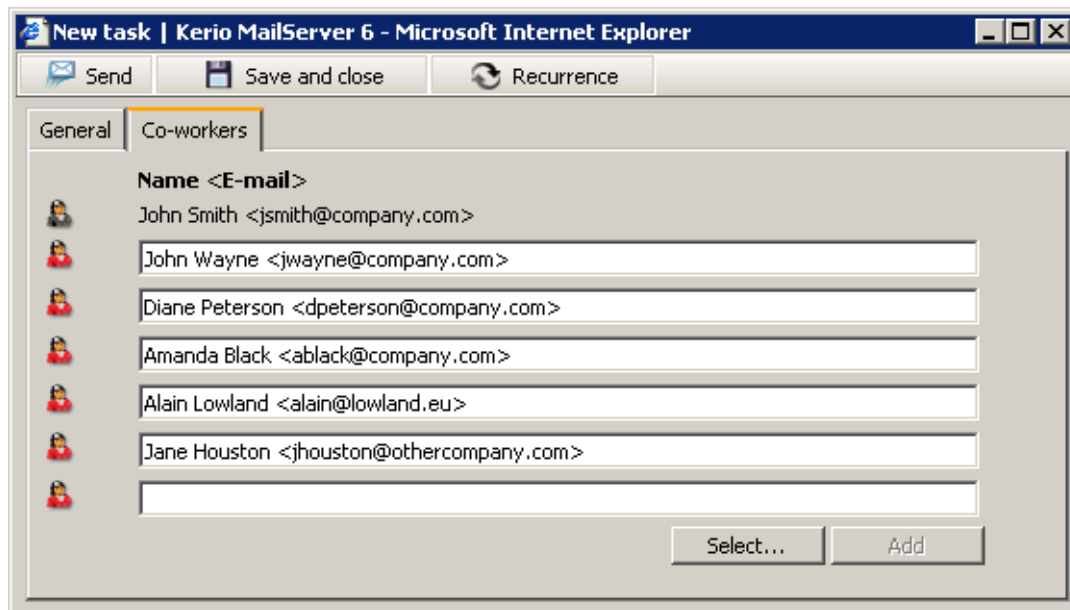 New task | Kerio MailServer 6 - Microsoft Internet Explorer
Send Save and close Recurrence
General Co-workers
Name <E-mail>
John Smith <jsmith@company.com>
John Wayne <jwayne@company.com>
Diane Peterson <dpeterson@company.com>
Amanda Black <ablack@company.com>
Alain Lowland <alain@lowland.eu>
Jane Houston <jhouston@othercompany.com>
Select... Add